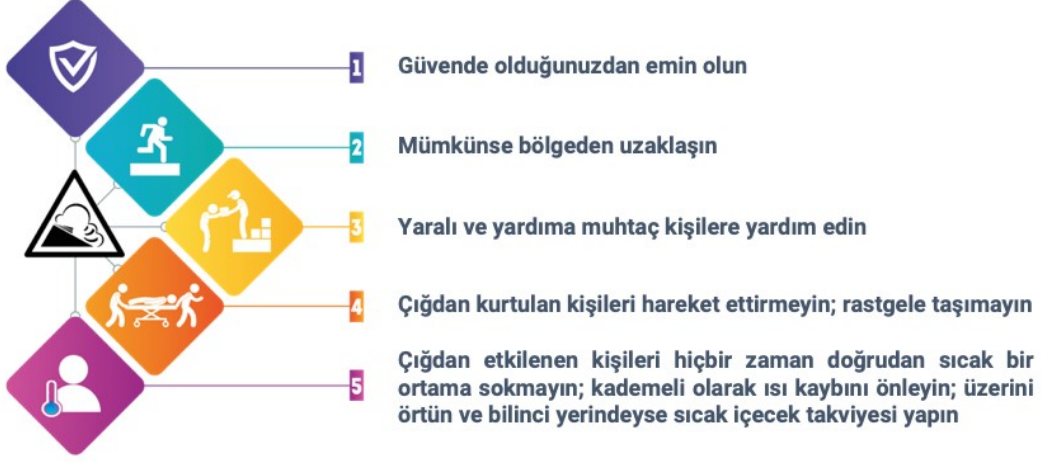 1 Güvende olduğunuzdan emin olun
2 Mümkünse bölgeden uzaklaşın
3 Yaralı ve yardıma muhtaç kişilere yardım edin
4 Çığdan kurtulan kişileri hareket ettirmeyin; rastgele taşımayın
Çığdan etkilenen kişileri hiçbir zaman doğrudan sıcak bir
5 ortama sokmayın; kademeli olarak ısı kaybını önleyin; üzerini
örtün ve bilinci yerindeyse sıcak içecek takviyesi yapın